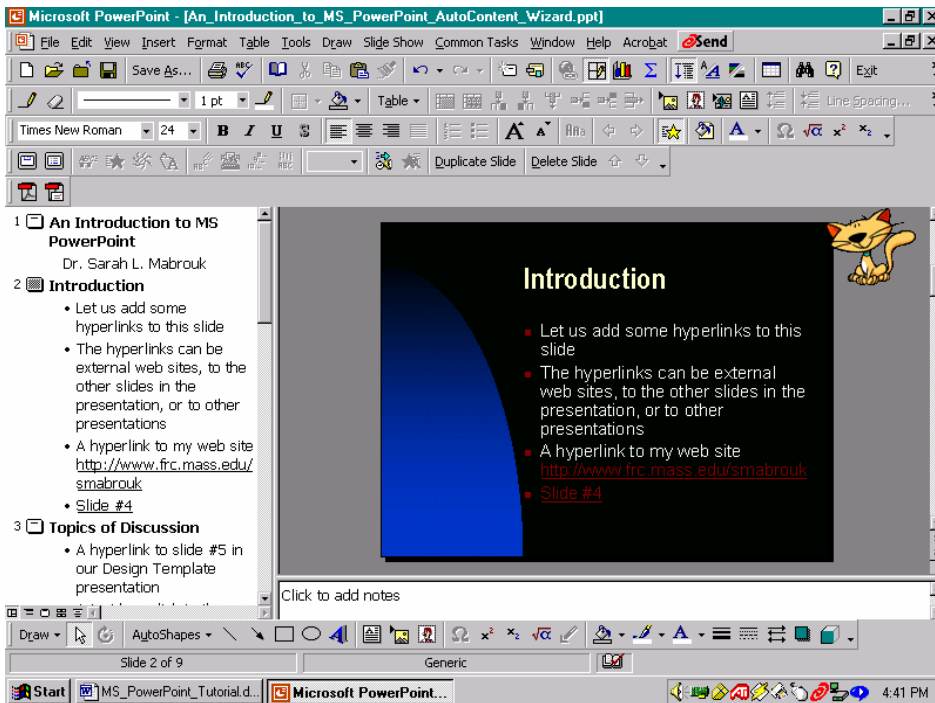 Microsoft PowerPoint - [An_Introduction_to_MS_PowerPoint_AutoContent_Wizard.ppt]
File Edit View Insert Format Table Tools Draw Slide Show Common Tasks Window Help Acrobat eSend
Save As... Exit
1 pt Table Line Spacing...
Times New Roman 24 B I U S
Duplicate Slide Delete Slide
1 An Introduction to MS
PowerPoint
Dr. Sarah L. Mabrouk
2 Introduction
• Let us add some
hyperlinks to this slide
• The hyperlinks can be
external web sites, to the
other slides in the
presentation, or to other
presentations
• A hyperlink to my web site
http://www.frc.mass.edu/
smabrouk
• Slide #4
3 Topics of Discussion
• A hyperlink to slide #5 in
our Design Template
presentation
Introduction
Let us add some hyperlinks to this
slide
The hyperlinks can be external
web sites, to the other slides in the
presentation, or to other
presentations
A hyperlink to my web site
http://www.frc.mass.edu/smabrouk
Slide #4
Click to add notes
Draw AutoShapes
Slide 2 of 9 Generic
Start MS_PowerPoint_Tutorial.d... Microsoft PowerPoint... 4:41 PM